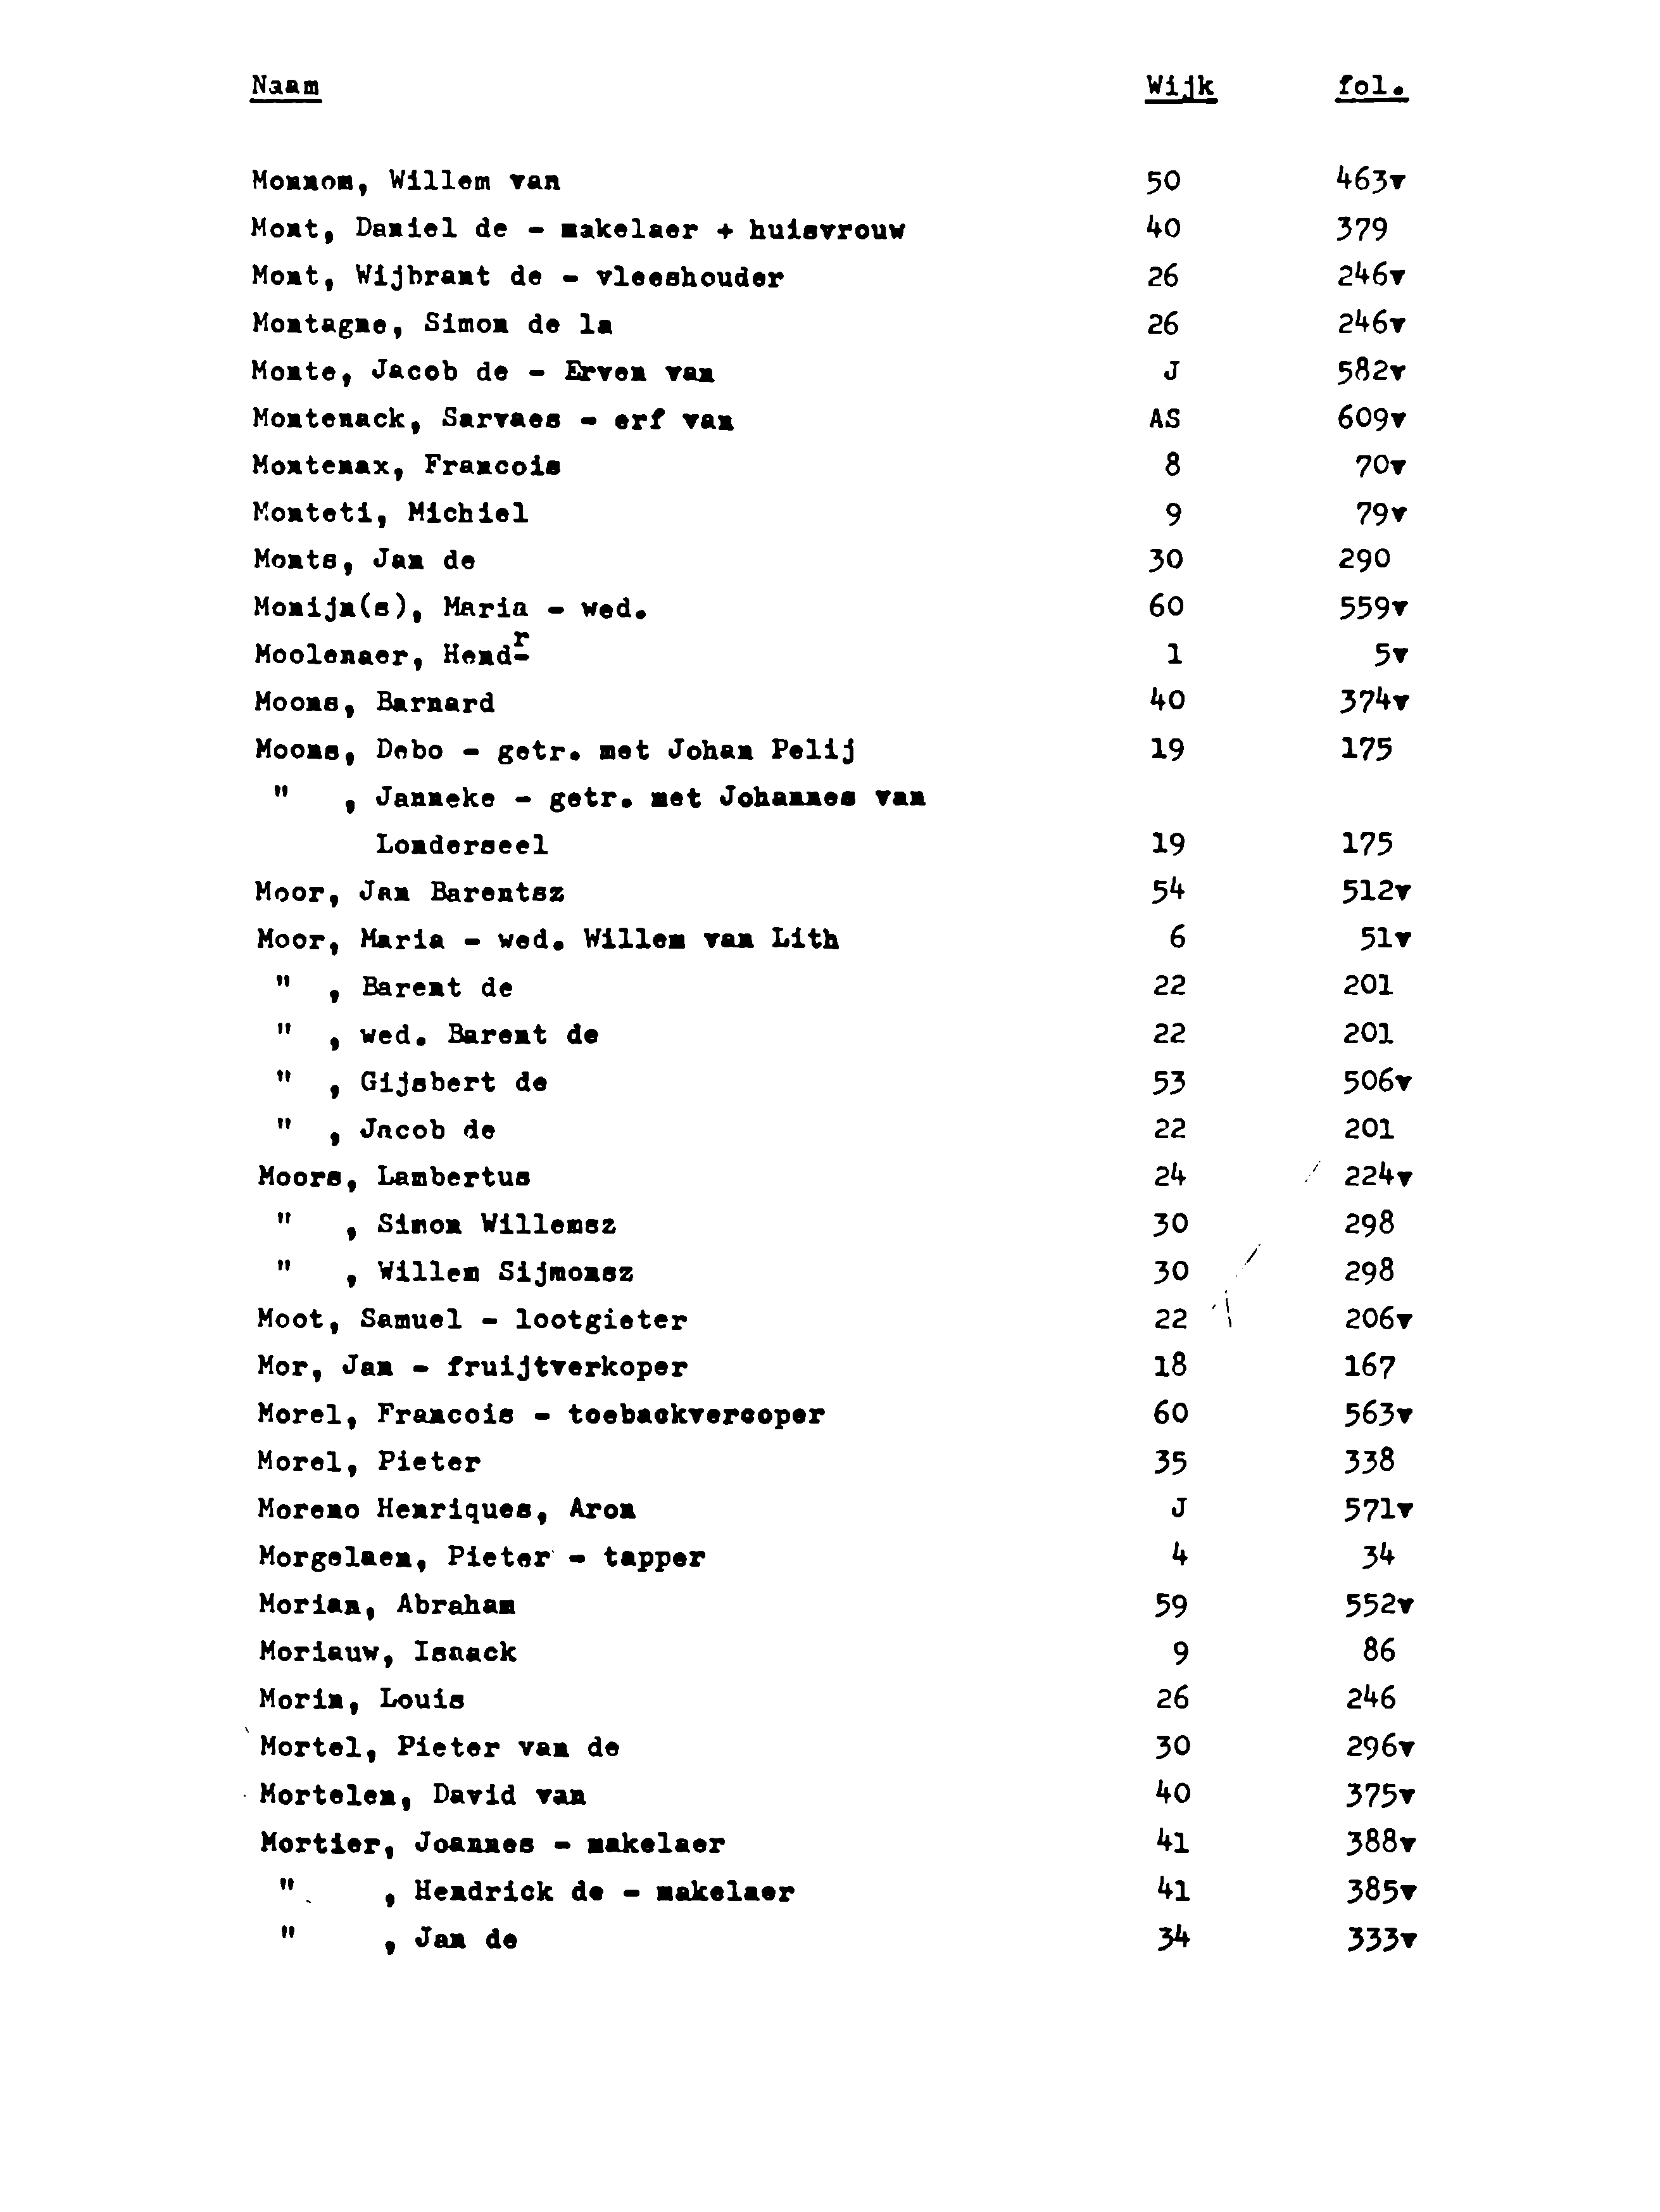 Naam Wijk fol.
Monnom, Willem van 50 463v
Mont, Daniel de - makelaer + huisvrouw 40 379
Mont, Wijbrant de - vleeshouder 26 246v
Montagne, Simon de la 26 246v
Monte, Jacob de - Erven van J 582v
Montenack, Sarvaes - erf van AS 609v
Montenax, Francois 8 70v
Monteti, Michiel 9 79v
Monts, Jan de 30 290
Monijn(s), Maria - wed. 60 559v
Moolenaer, Hendr 1 5v
Moons, Barnard 40 374v
Moons, Debo - getr. met Johan Pelij 19 175
" , Janneke - getr. met Johannes van
Londerseel 19 175
Moor, Jan Barentsz 54 512v
Moor, Maria - wed. Willem van Lith 6 51v
" , Barent de 22 201
" , wed. Barent de 22 201
" , Gijsbert de 53 506v
" , Jacob de 22 201
Moors, Lambertus 24 224v
" , Simon Willemsz 30 298
" , Willem Sijmonsz 30 298
Moot, Samuel - lootgieter 22 206v
Mor, Jan - fruijtverkoper 18 167
Morel, Francois - toebackvercoper 60 563v
Morel, Pieter 35 338
Moreno Henriques, Aron J 571v
Morgelaen, Pieter - tapper 4 34
Morian, Abraham 59 552v
Moriauw, Isaack 9 86
Morin, Louis 26 246
Mortel, Pieter van de 30 296v
Mortelen, David van 40 375v
Mortier, Joannes - makelaer 41 388v
" , Hendrick de - makelaer 41 385v
" , Jan de 34 333v